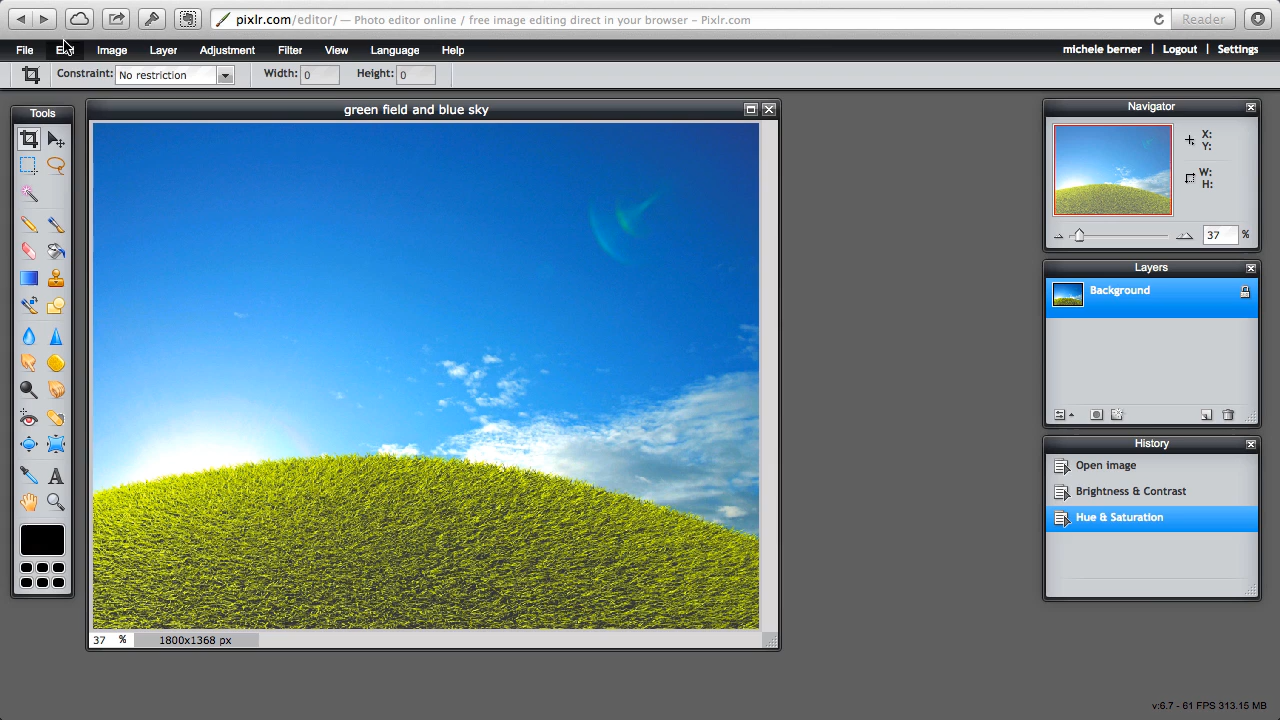 pixlr.com/editor/ — Photo editor online / free image editing direct in your browser – Pixlr.com
Reader
File Edit Image Layer Adjustment Filter View Language Help
michele berner | Logout | Settings
Constraint: No restriction Width: 0 Height: 0
Tools
green field and blue sky
37 % 1800x1368 px
Navigator
X:
Y:
W:
H:
37 %
Layers
Background
History
Open image
Brightness & Contrast
Hue & Saturation
v:6.7 - 61 FPS 313.15 MB